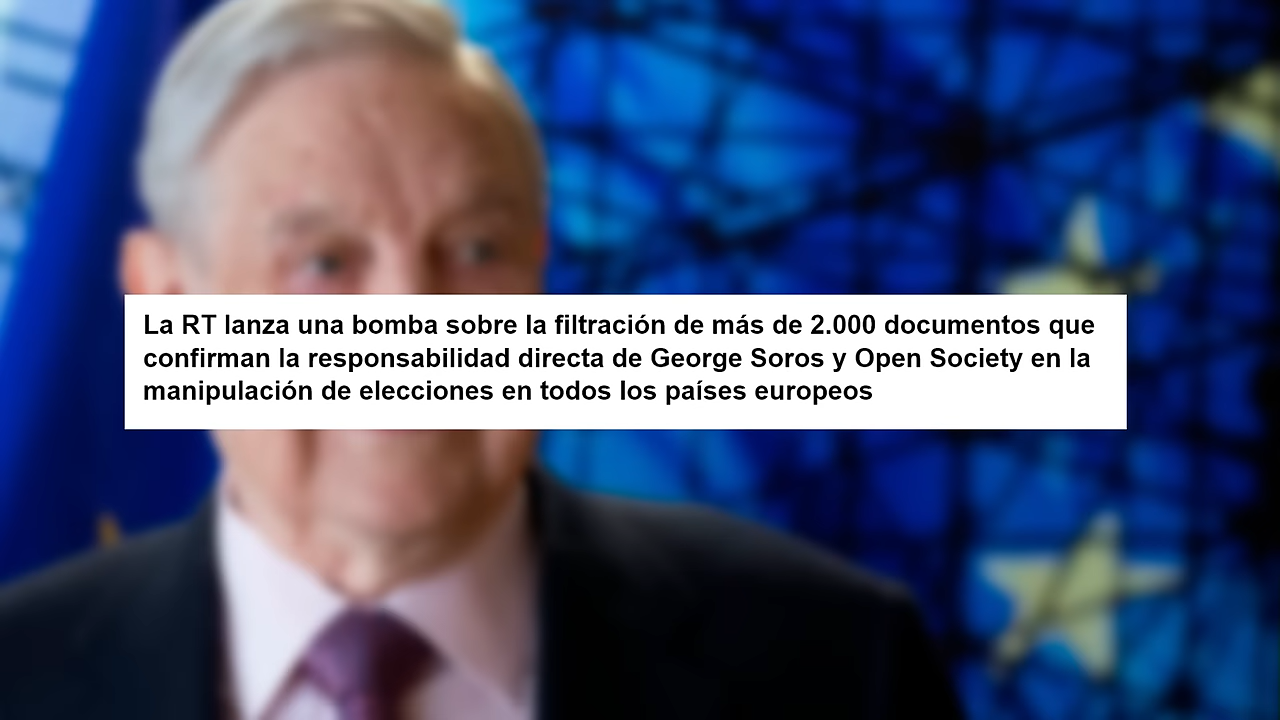 La RT lanza una bomba sobre la filtración de más de 2.000 documentos que
confirman la responsabilidad directa de George Soros y Open Society en la
manipulación de elecciones en todos los países europeos